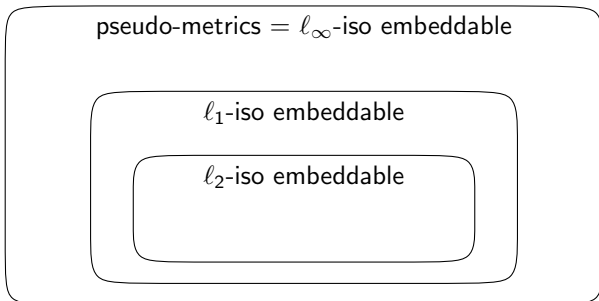 pseudo-metrics = ℓ∞-iso embeddable
ℓ1-iso embeddable
ℓ2-iso embeddable